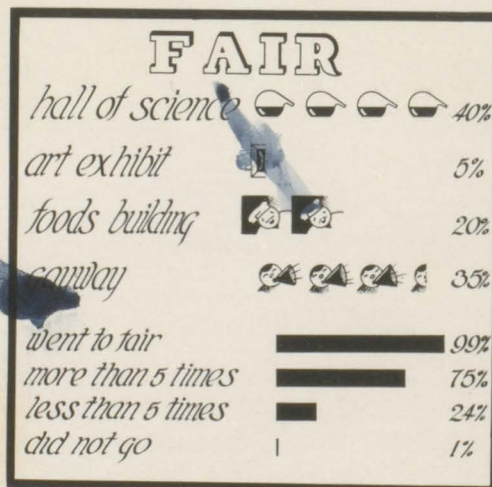 FAIR
hall of science 40%
art exhibit 5%
foods building 20%
gayway 35%
went to fair 99%
more than 5 times 75%
less than 5 times 24%
did not go 1%